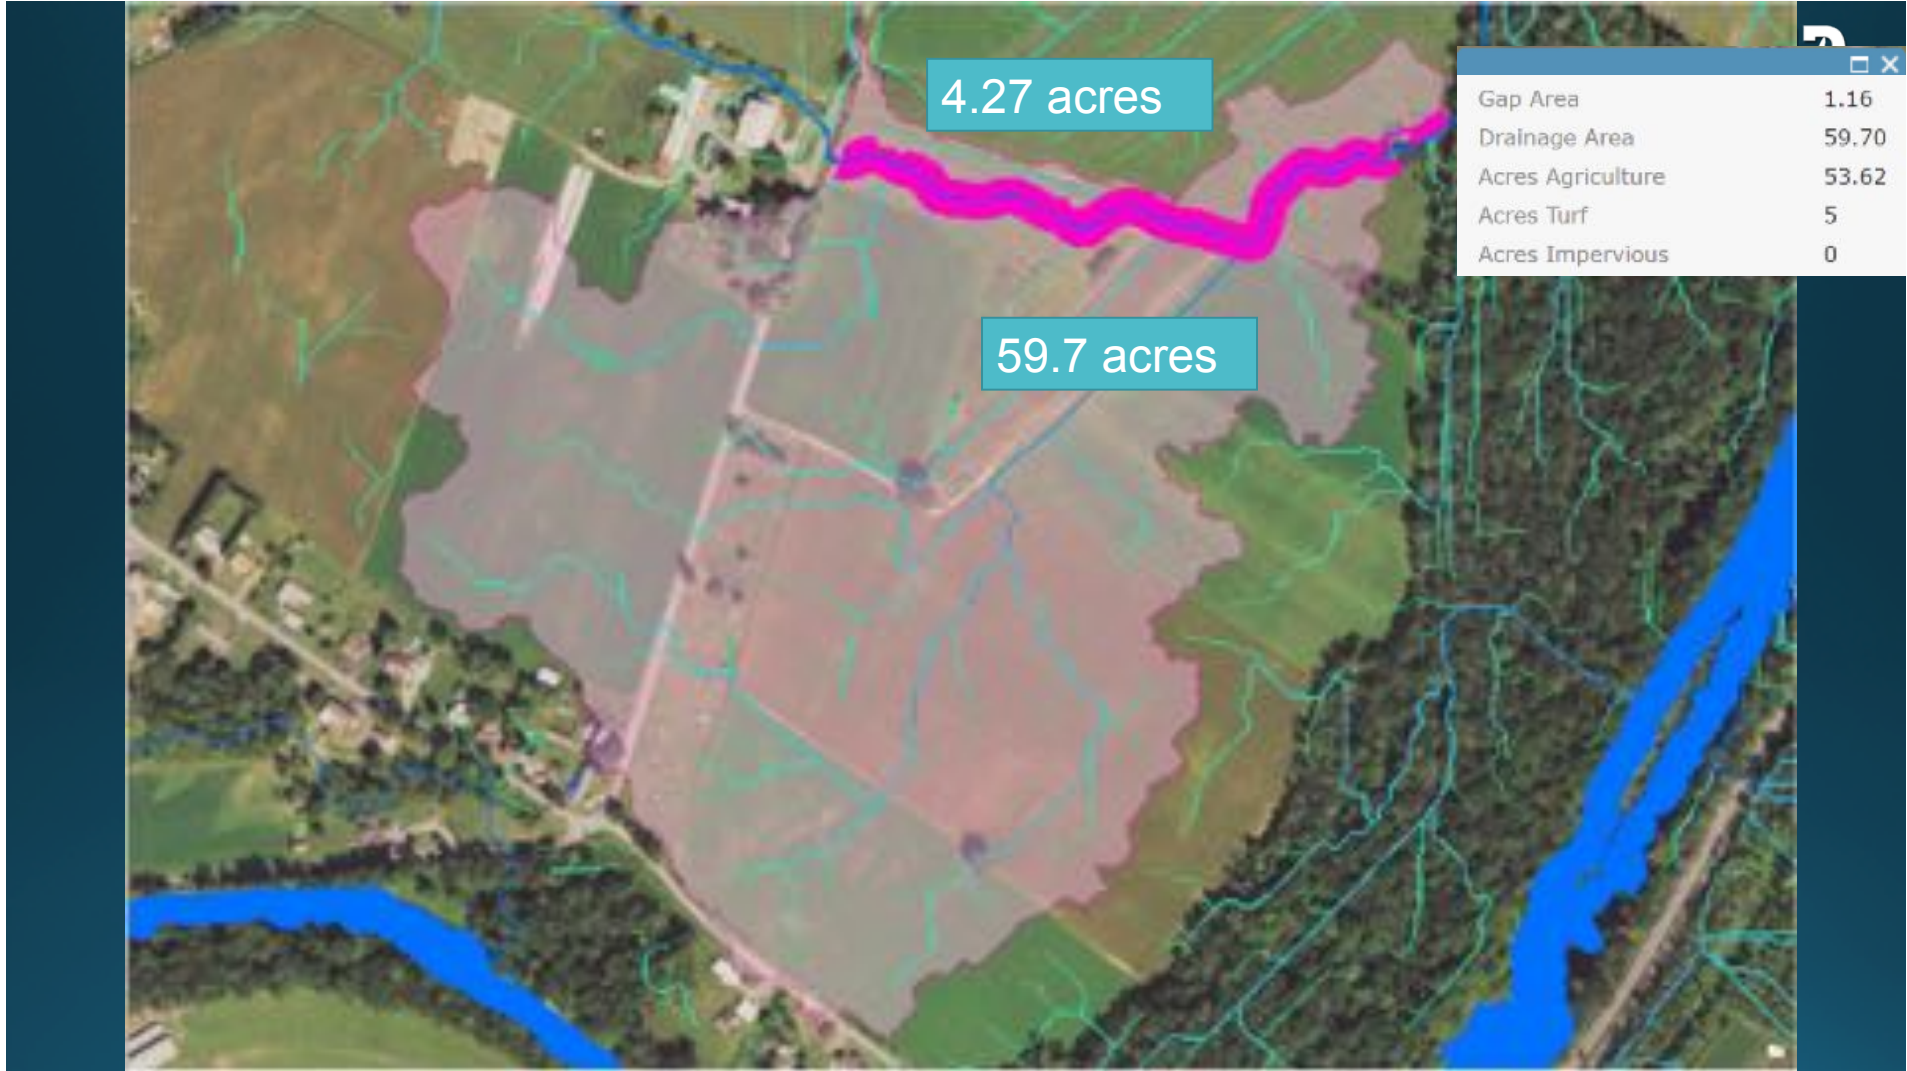 4.27 acres
Gap Area 1.16
Drainage Area 59.70
Acres Agriculture 53.62
Acres Turf 5
Acres Impervious 0
59.7 acres